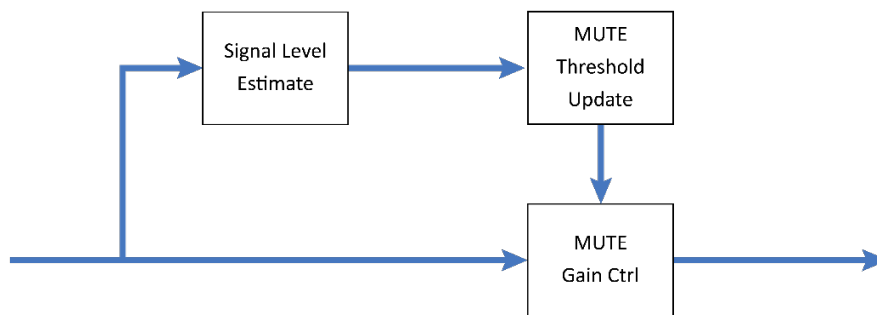 Signal Level
Estimate
MUTE
Threshold
Update
MUTE
Gain Ctrl